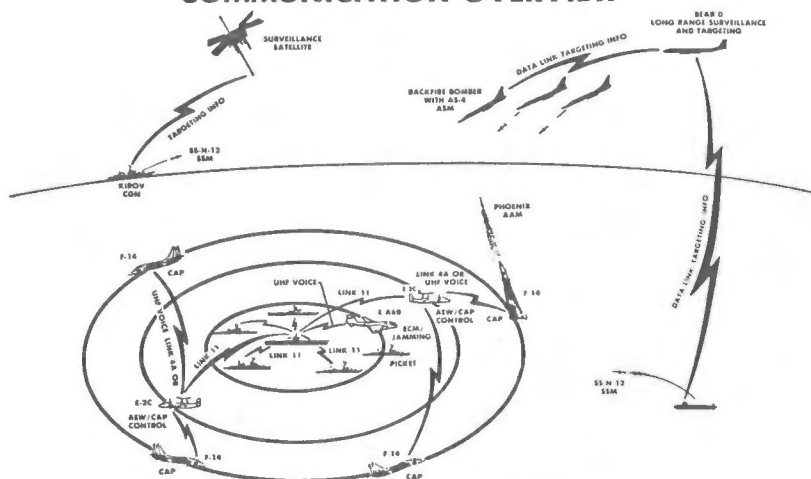 COMMUNICATION OVERVIEW
SURVEILLANCE
SATELLITE
BEAR D
LONG RANGE SURVEILLANCE
AND TARGETING
DATA LINK TARGETING INFO
BACKFIRE BOMBER
WITH AS-4
ASM
TARGETING INFO
SS-N-12
SSM
KIROV
CGN
PHOENIX
AAM
DATA LINK TARGETING INFO
F-14
CAP
LINK 4A OR
UHF VOICE
LINK 11
E-2C
F-14
UHF VOICE
EA6B
CAP
AEW/CAP
CONTROL
ECM/
JAMMING
UHF VOICE LINK 4A OR
LINK 11
LINK 11
LINK 11
PICKET
SS-N-12
SSM
E-2C
AEW/CAP
CONTROL
F-14
CAP
F-14
CAP